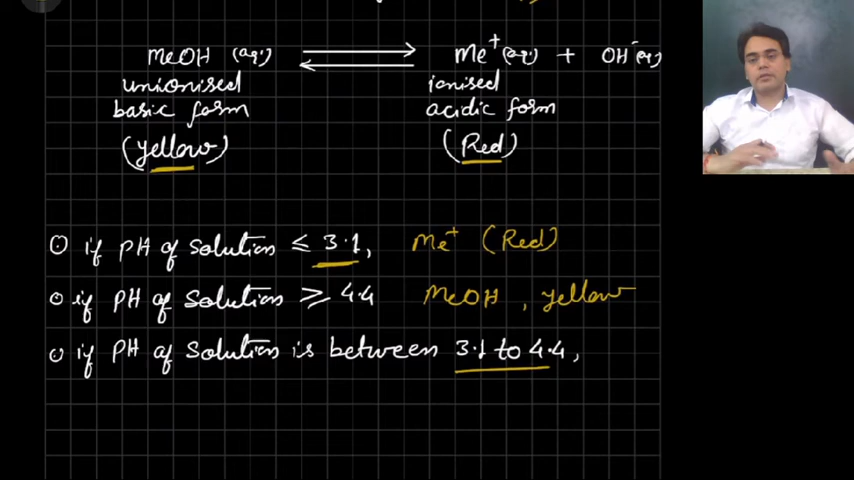 MeOH (aq.) ⇌ Me⁺(aq) + OH⁻(aq)
unionised ionised
basic form acidic form
(yellow) (Red)
⊙ if PH of solution ≤ 3.1, Me⁺ (Red)
⊙ if PH of solution ≥ 4.4 MeOH, yellow
⊙ if PH of solution is between 3.1 to 4.4,